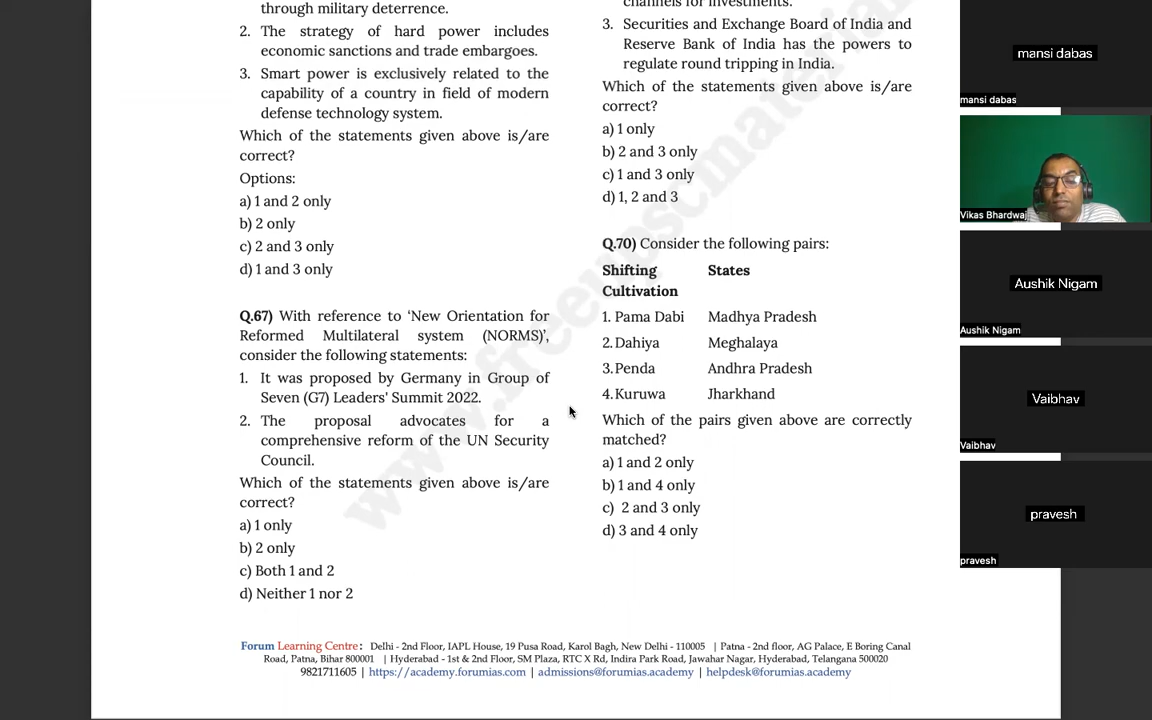 through military deterrence.
2. The strategy of hard power includes
economic sanctions and trade embargoes.
3. Smart power is exclusively related to the
capability of a country in field of modern
defense technology system.
Which of the statements given above is/are
correct?
Options:
a) 1 and 2 only
b) 2 only
c) 2 and 3 only
d) 1 and 3 only
Q.67) With reference to ‘New Orientation for
Reformed Multilateral system (NORMS)’,
consider the following statements:
1. It was proposed by Germany in Group of
Seven (G7) Leaders' Summit 2022.
2. The proposal advocates for a
comprehensive reform of the UN Security
Council.
Which of the statements given above is/are
correct?
a) 1 only
b) 2 only
c) Both 1 and 2
d) Neither 1 nor 2
channels for investments.
3. Securities and Exchange Board of India and
Reserve Bank of India has the powers to
regulate round tripping in India.
Which of the statements given above is/are
correct?
a) 1 only
b) 2 and 3 only
c) 1 and 3 only
d) 1, 2 and 3
Q.70) Consider the following pairs:
Shifting States
Cultivation
1. Pama Dabi Madhya Pradesh
2. Dahiya Meghalaya
3. Penda Andhra Pradesh
4. Kuruwa Jharkhand
Which of the pairs given above are correctly
matched?
a) 1 and 2 only
b) 1 and 4 only
c) 2 and 3 only
d) 3 and 4 only
www.freeupscmaterial
Forum Learning Centre: Delhi - 2nd Floor, IAPL House, 19 Pusa Road, Karol Bagh, New Delhi - 110005 | Patna - 2nd floor, AG Palace, E Boring Canal
Road, Patna, Bihar 800001 | Hyderabad - 1st & 2nd Floor, SM Plaza, RTC X Rd, Indira Park Road, Jawahar Nagar, Hyderabad, Telangana 500020
9821711605 | https://academy.forumias.com | admissions@forumias.academy | helpdesk@forumias.academy
mansi dabas
mansi dabas
Vikas Bhardwaj
Aushik Nigam
Aushik Nigam
Vaibhav
Vaibhav
pravesh
pravesh